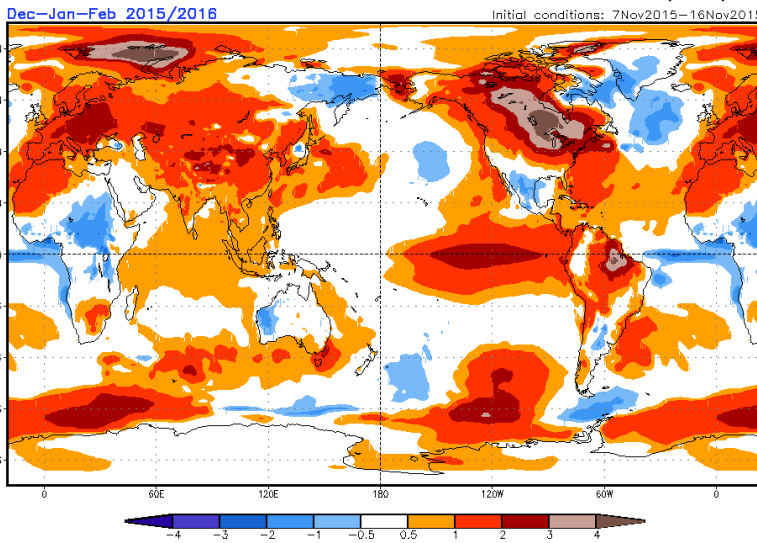 Dec-Jan-Feb 2015/2016
Initial conditions: 7Nov2015-16Nov2015
0 60E 120E 180 120W 60W 0
-4 -3 -2 -1 -0.5 0.5 1 2 3 4